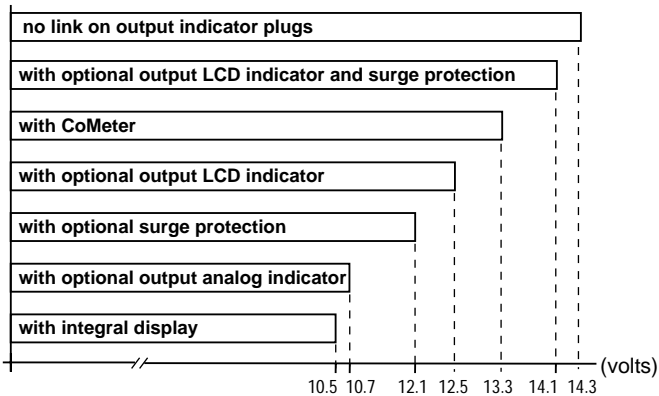 no link on output indicator plugs
with optional output LCD indicator and surge protection
with CoMeter
with optional output LCD indicator
with optional surge protection
with optional output analog indicator
with integral display
(volts)
10.5 10.7 12.1 12.5 13.3 14.1 14.3